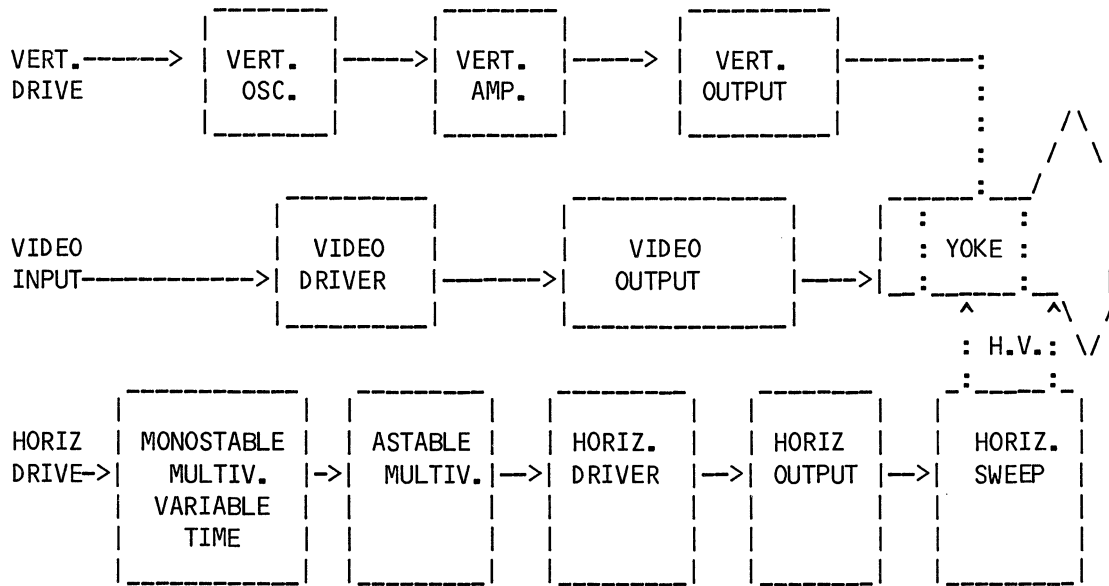 VERT. VERT. VERT. VERT.
DRIVE OSC. AMP. OUTPUT
VIDEO VIDEO VIDEO YOKE
INPUT DRIVER OUTPUT
H.V.
HORIZ MONOSTABLE ASTABLE HORIZ. HORIZ HORIZ.
DRIVE MULTIV. MULTIV. DRIVER OUTPUT SWEEP
VARIABLE
TIME